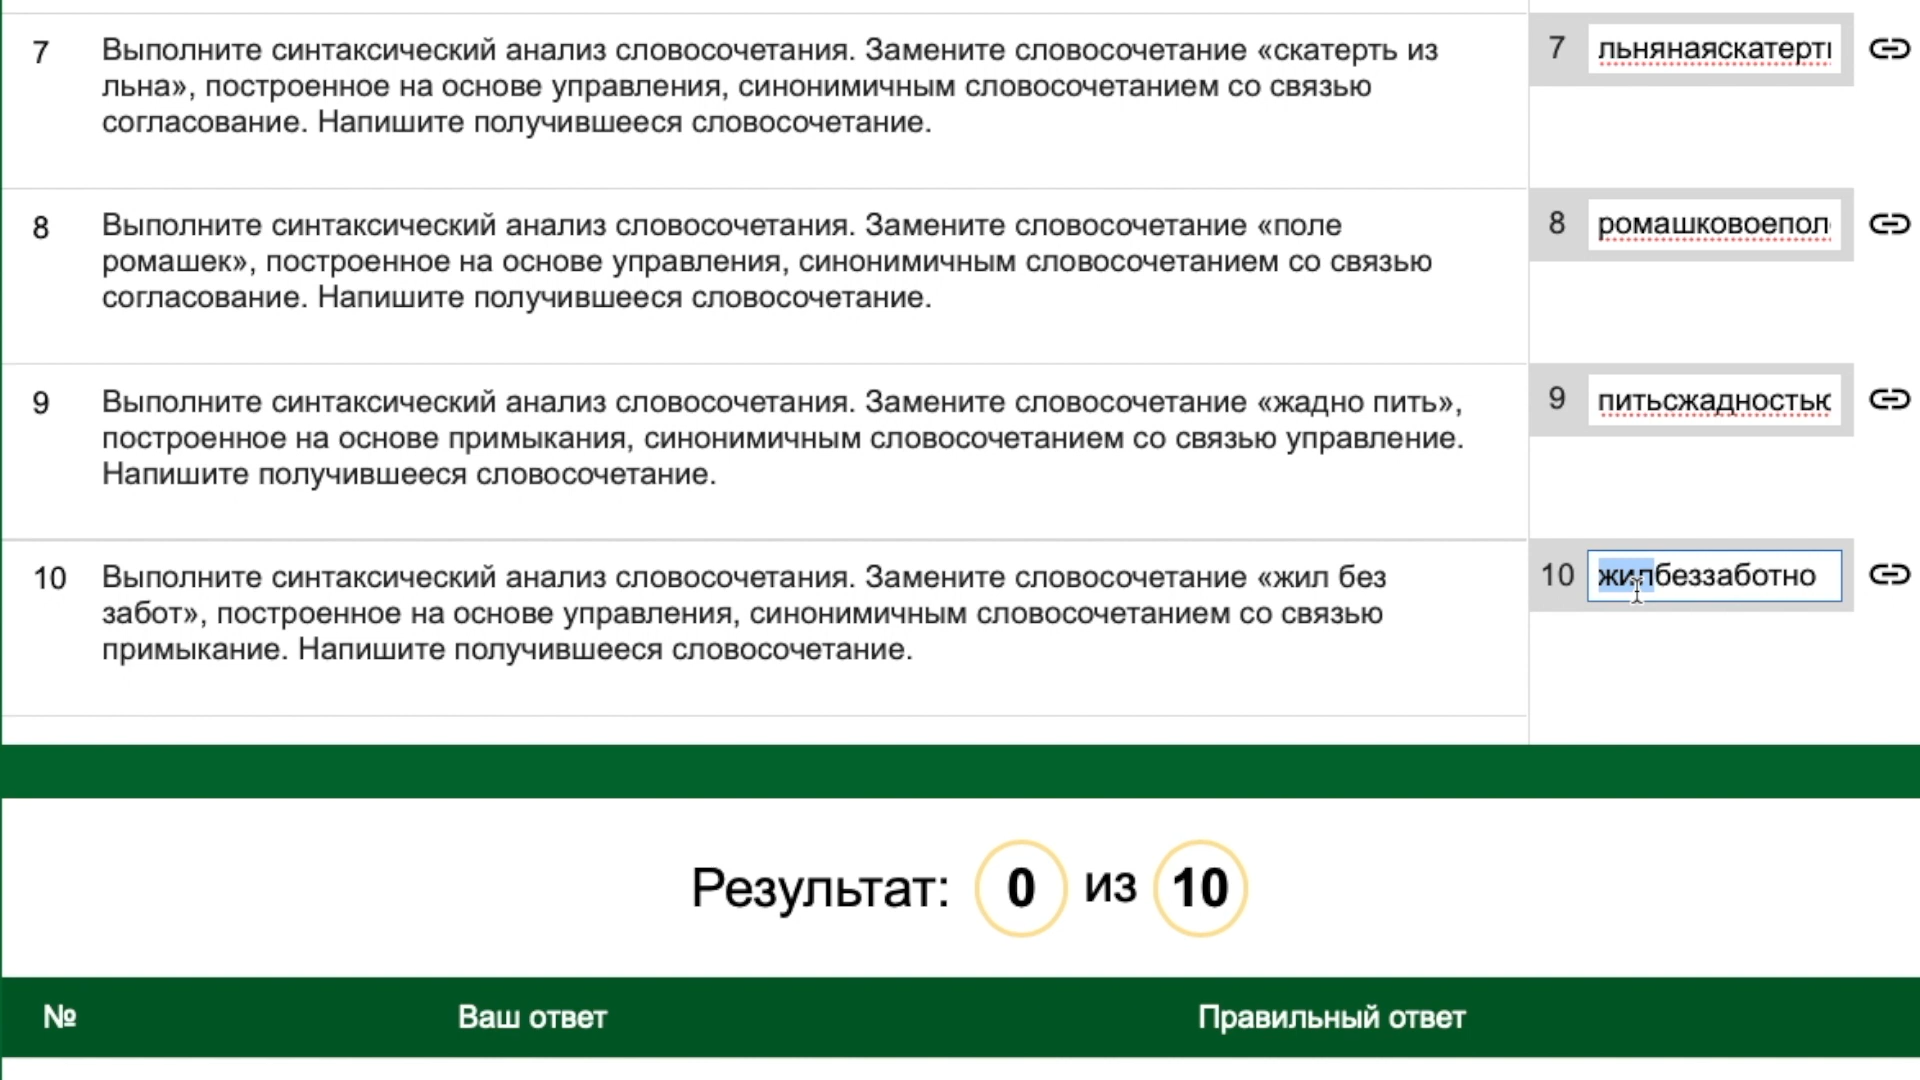 7
Выполните синтаксический анализ словосочетания. Замените словосочетание «скатерть из
льна», построенное на основе управления, синонимичным словосочетанием со связью
согласование. Напишите получившееся словосочетание.
7
льнянаяскатерт
8
Выполните синтаксический анализ словосочетания. Замените словосочетание «поле
ромашек», построенное на основе управления, синонимичным словосочетанием со связью
согласование. Напишите получившееся словосочетание.
8
ромашковоепол
9
Выполните синтаксический анализ словосочетания. Замените словосочетание «жадно пить»,
построенное на основе примыкания, синонимичным словосочетанием со связью управление.
Напишите получившееся словосочетание.
9
питьсжадностью
10
Выполните синтаксический анализ словосочетания. Замените словосочетание «жил без
забот», построенное на основе управления, синонимичным словосочетанием со связью
примыкание. Напишите получившееся словосочетание.
10
жилбеззаботно
Результат: 0 из 10
№ Ваш ответ Правильный ответ